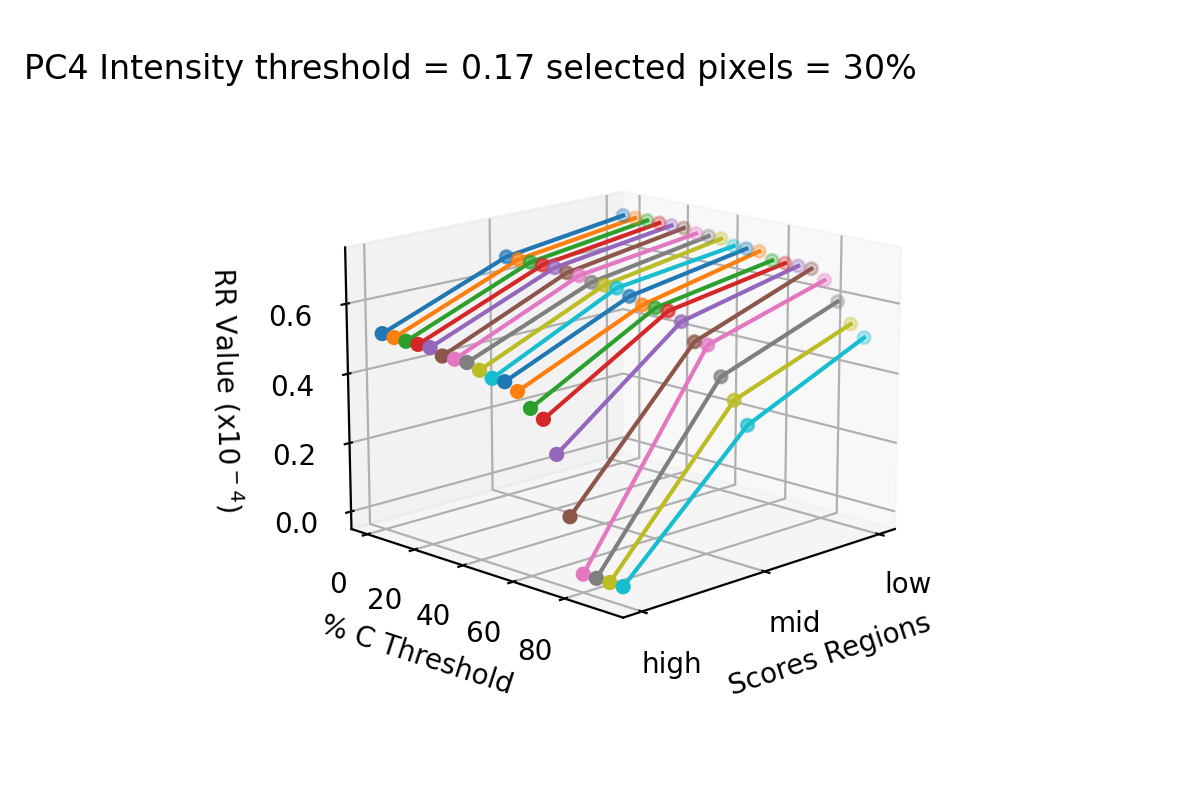 PC4 Intensity threshold = 0.17 selected pixels = 30%
RR Value (x10⁻⁴)
0.6
0.4
0.2
0.0
0
20
40
60
80
% C Threshold
high
mid
low
Scores Regions